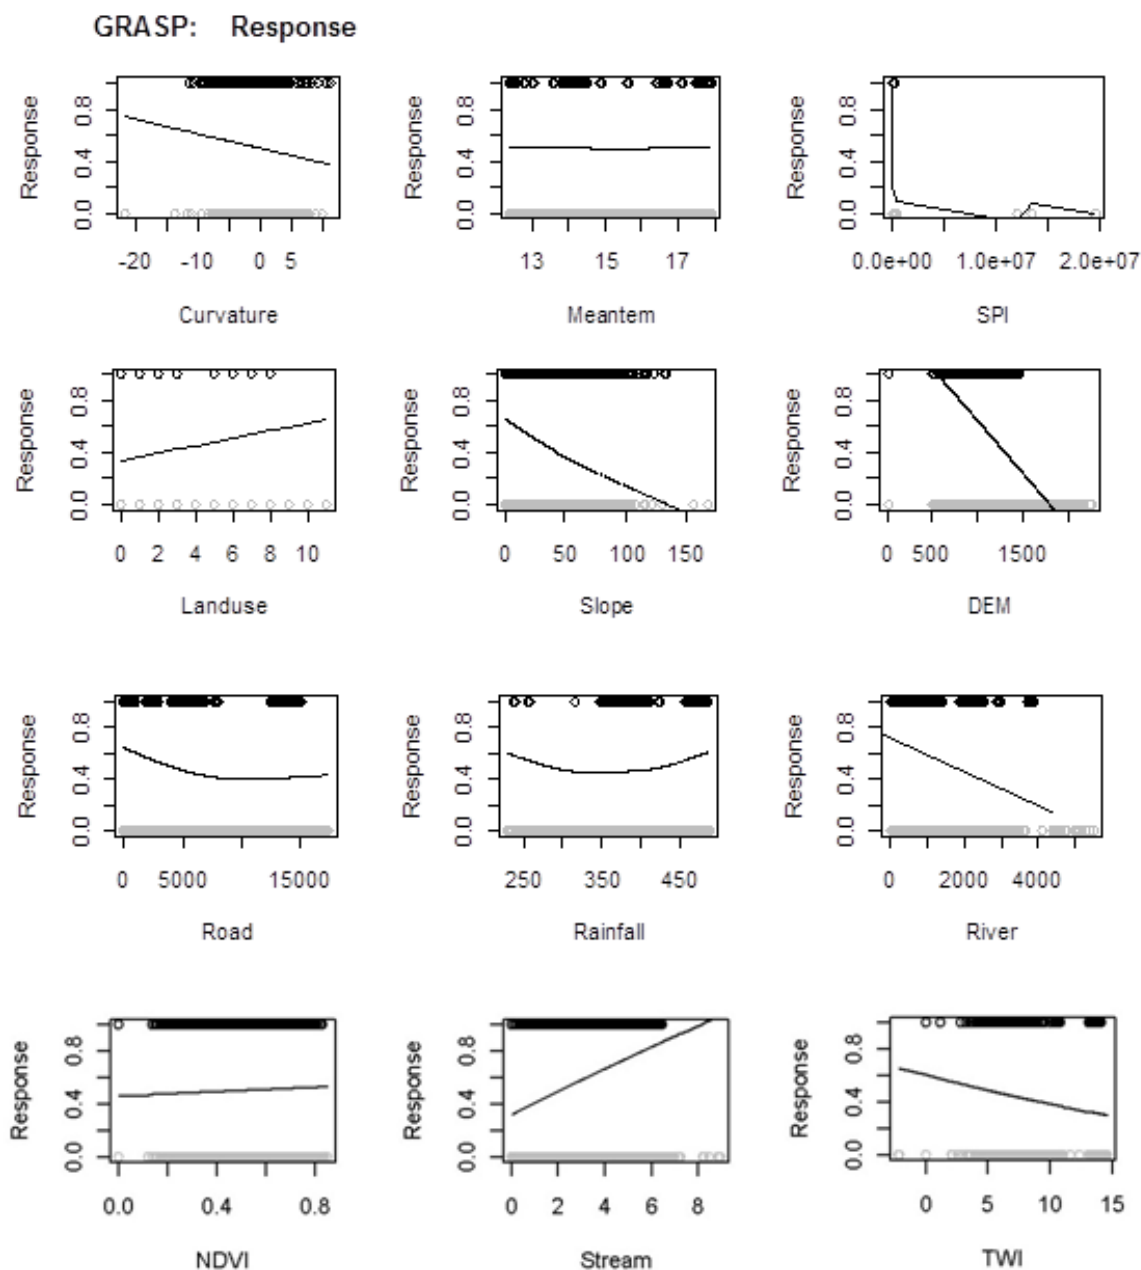 GRASP: Response
Response 0.0 0.4 0.8 -20 -10 0 5 Curvature
Response 0.0 0.4 0.8 13 15 17 Meantem
Response 0.0 0.4 0.8 0.0e+00 1.0e+07 2.0e+07 SPI
Response 0.0 0.4 0.8 0 2 4 6 8 10 Landuse
Response 0.0 0.4 0.8 0 50 100 150 Slope
Response 0.0 0.4 0.8 0 500 1500 DEM
Response 0.0 0.4 0.8 0 5000 15000 Road
Response 0.0 0.4 0.8 250 350 450 Rainfall
Response 0.0 0.4 0.8 0 2000 4000 River
Response 0.0 0.4 0.8 0.0 0.4 0.8 NDVI
Response 0.0 0.4 0.8 0 2 4 6 8 Stream
Response 0.0 0.4 0.8 0 5 10 15 TWI